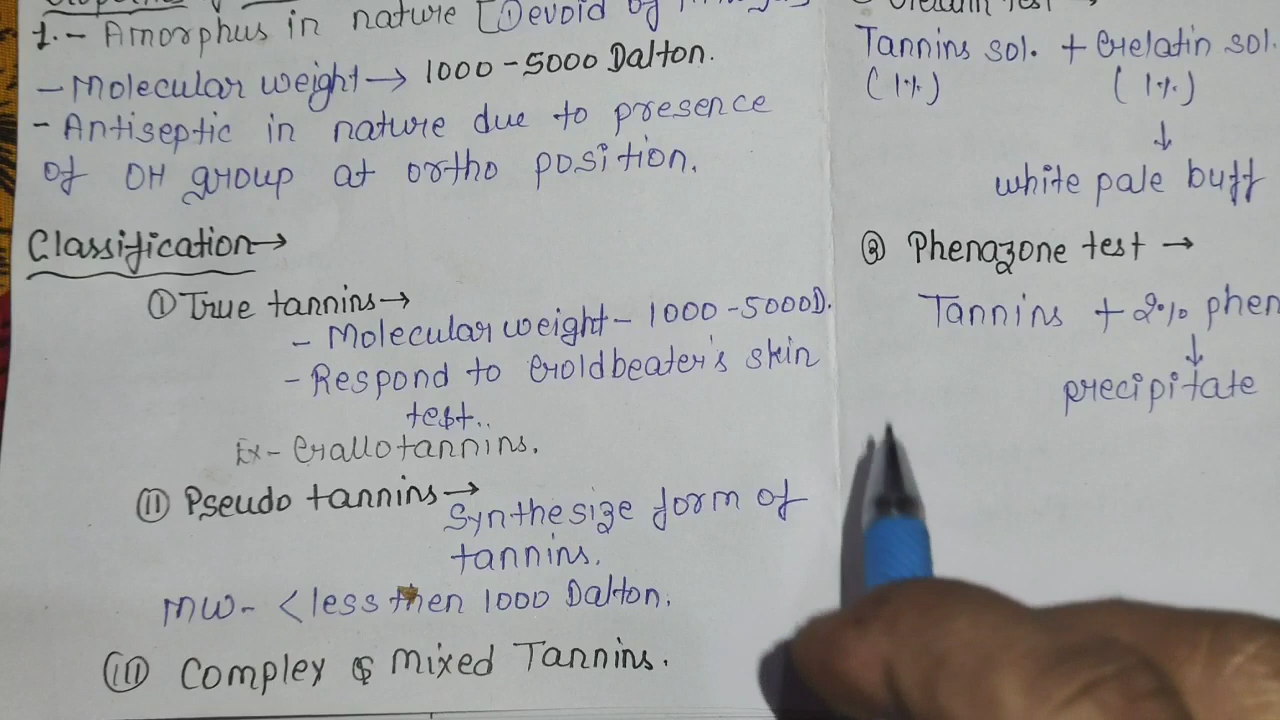 1.- Amorphus in nature [Devoid of
- Molecular weight → 1000-5000 Dalton.
- Antiseptic in nature due to presence
of OH group at ortho position.
Classification→
① True tannins→
- Molecular weight- 1000-5000D.
- Respond to Goldbeater's skin
test..
Ex- Gallotannins.
⑪ Pseudo tannins→
Synthesize form of
tannins.
MW- <less then 1000 Dalton.
(iii) Complex & Mixed Tannins.
Gelatin test →
Tannins sol. + Gelatin sol.
(1%) (1%)
↓
white pale buff
② Phenazone test →
Tannins + 2% phen
↓
precipitate